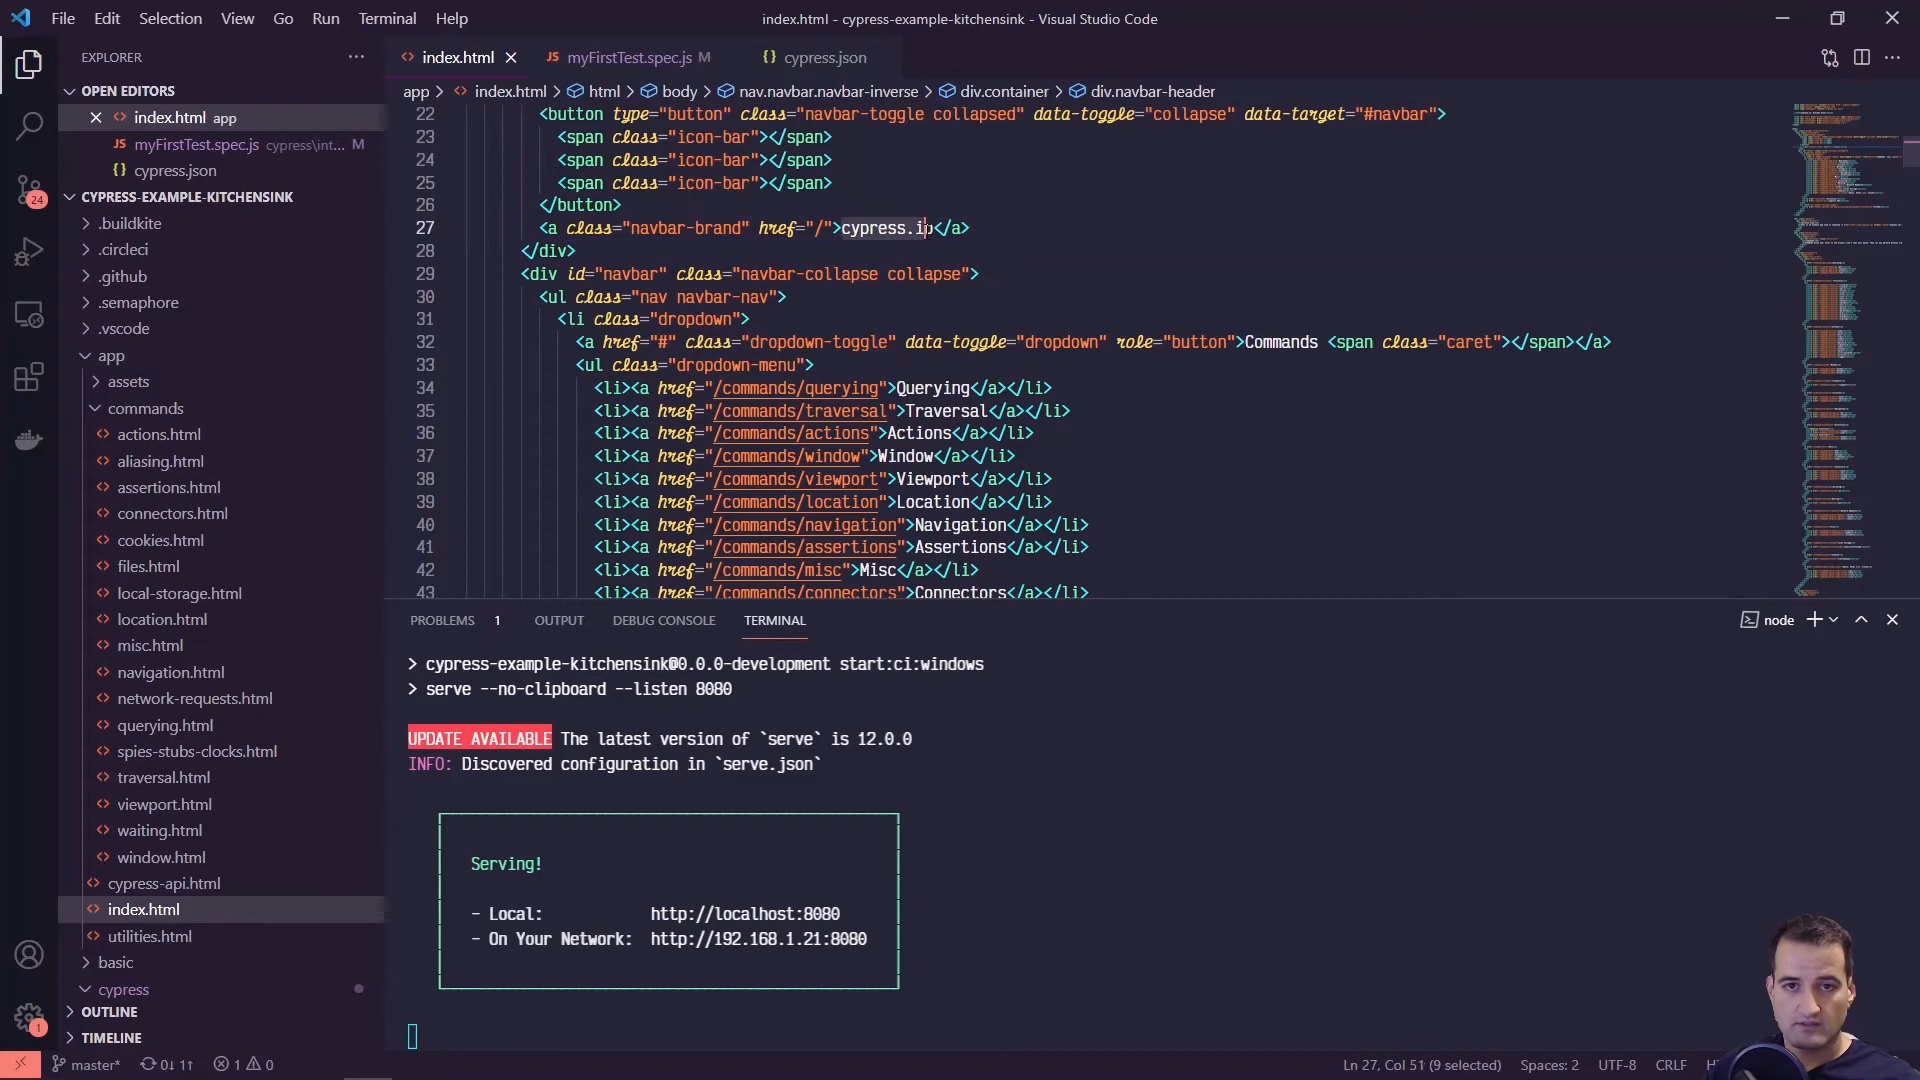 File Edit Selection View Go Run Terminal Help
index.html - cypress-example-kitchensink - Visual Studio Code
EXPLORER
OPEN EDITORS
index.html app
myFirstTest.spec.js cypress\int... M
cypress.json
CYPRESS-EXAMPLE-KITCHENSINK
.buildkite
.circleci
.github
.semaphore
.vscode
app
assets
commands
actions.html
aliasing.html
assertions.html
connectors.html
cookies.html
files.html
local-storage.html
location.html
misc.html
navigation.html
network-requests.html
querying.html
spies-stubs-clocks.html
traversal.html
viewport.html
waiting.html
window.html
cypress-api.html
index.html
utilities.html
basic
cypress
OUTLINE
TIMELINE
24
1
index.html
JS myFirstTest.spec.js M
{} cypress.json
app > index.html > html > body > nav.navbar.navbar-inverse > div.container > div.navbar-header
22 <button type="button" class="navbar-toggle collapsed" data-toggle="collapse" data-target="#navbar">
23 <span class="icon-bar"></span>
24 <span class="icon-bar"></span>
25 <span class="icon-bar"></span>
26 </button>
27 <a class="navbar-brand" href="/">cypress.io</a>
28 </div>
29 <div id="navbar" class="navbar-collapse collapse">
30 <ul class="nav navbar-nav">
31 <li class="dropdown">
32 <a href="#" class="dropdown-toggle" data-toggle="dropdown" role="button">Commands <span class="caret"></span></a>
33 <ul class="dropdown-menu">
34 <li><a href="/commands/querying">Querying</a></li>
35 <li><a href="/commands/traversal">Traversal</a></li>
36 <li><a href="/commands/actions">Actions</a></li>
37 <li><a href="/commands/window">Window</a></li>
38 <li><a href="/commands/viewport">Viewport</a></li>
39 <li><a href="/commands/location">Location</a></li>
40 <li><a href="/commands/navigation">Navigation</a></li>
41 <li><a href="/commands/assertions">Assertions</a></li>
42 <li><a href="/commands/misc">Misc</a></li>
43 <li><a href="/commands/connectors">Connectors</a></li>
PROBLEMS 1 OUTPUT DEBUG CONSOLE TERMINAL
node
> cypress-example-kitchensink@0.0.0-development start:ci:windows
> serve --no-clipboard --listen 8080
UPDATE AVAILABLE The latest version of `serve` is 12.0.0
INFO: Discovered configuration in `serve.json`
Serving!
- Local: http://localhost:8080
- On Your Network: http://192.168.1.21:8080
master* 0↓ 1↑ 1 0
Ln 27, Col 51 (9 selected) Spaces: 2 UTF-8 CRLF